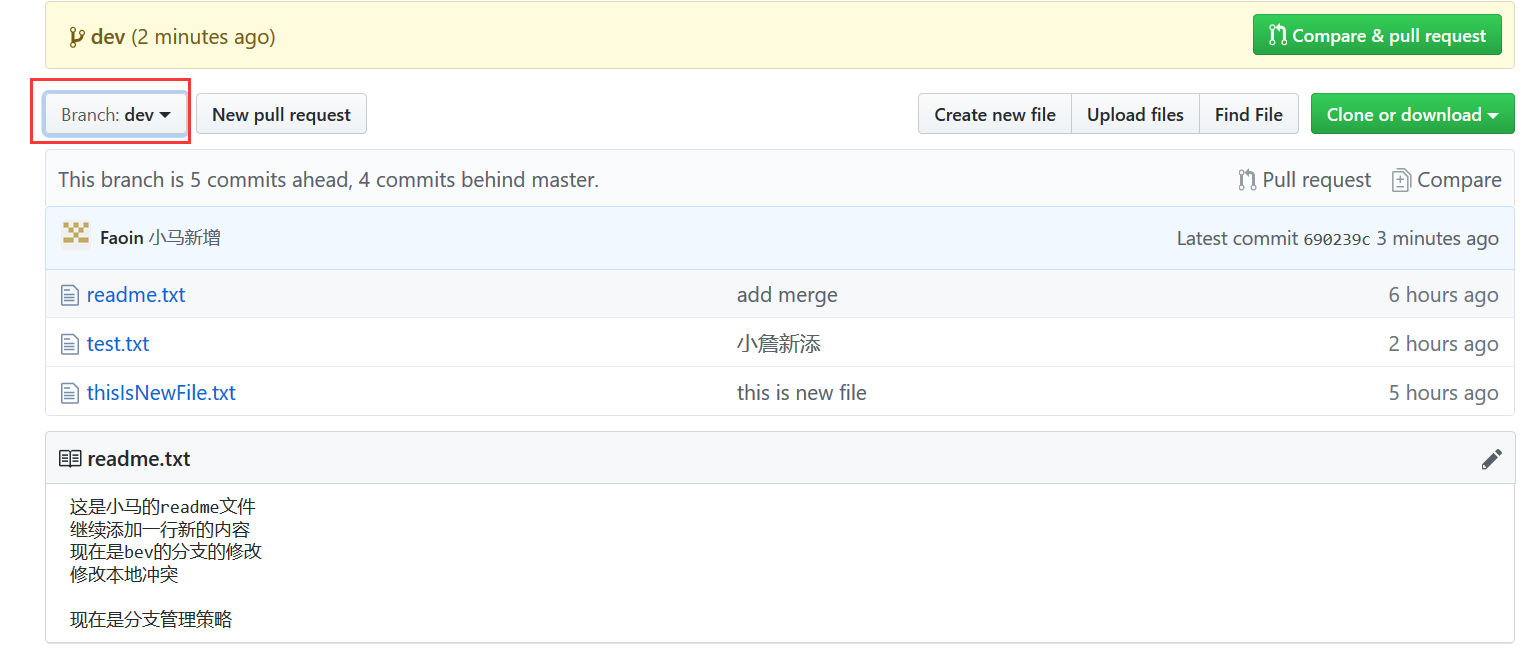 dev (2 minutes ago) Compare & pull request
Branch: dev New pull request Create new file Upload files Find File Clone or download
This branch is 5 commits ahead, 4 commits behind master. Pull request Compare
Faoin 小马新增 Latest commit 690239c 3 minutes ago
readme.txt add merge 6 hours ago
test.txt 小詹新添 2 hours ago
thisIsNewFile.txt this is new file 5 hours ago
readme.txt
这是小马的readme文件
继续添加一行新的内容
现在是bev的分支的修改
修改本地冲突
现在是分支管理策略